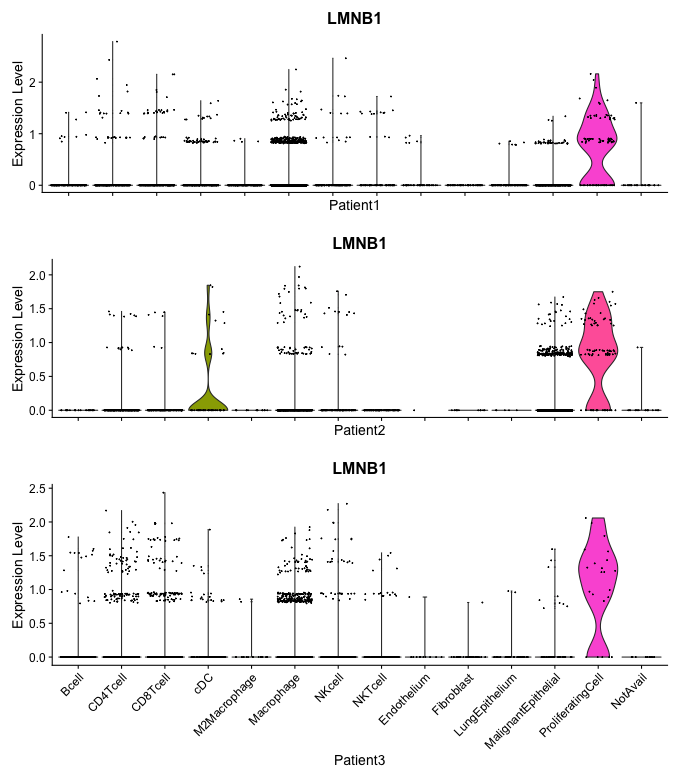 LMNB1
Expression Level
2
1
0
Patient1
LMNB1
Expression Level
2.0
1.5
1.0
0.5
0.0
Patient2
LMNB1
Expression Level
2.5
2.0
1.5
1.0
0.5
0.0
Bcell
CD4Tcell
CD8Tcell
cDC
M2Macrophage
Macrophage
NKcell
NKTcell
Endothelium
Fibroblast
LungEpithelium
MalignantEpithelial
ProliferatingCell
NotAvail
Patient3